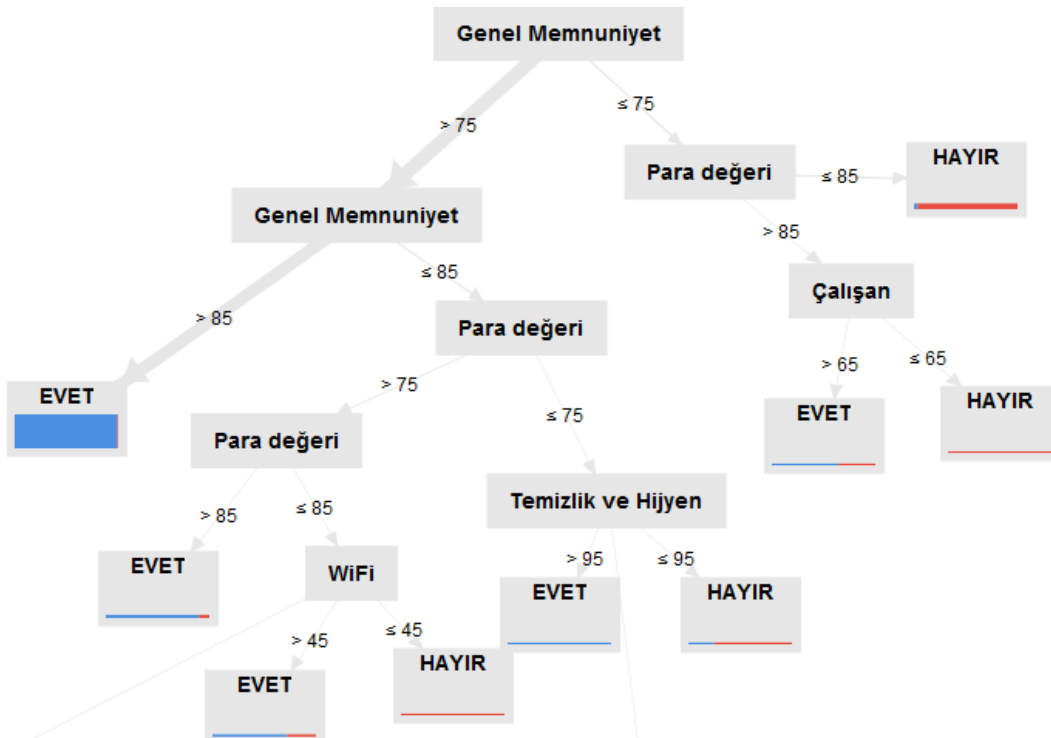 Genel Memnuniyet
> 75
≤ 75
Genel Memnuniyet
Para değeri
≤ 85
HAYIR
> 85
> 85
≤ 85
Para değeri
Çalışan
> 65
≤ 65
EVET
> 75
≤ 75
EVET
HAYIR
Para değeri
Temizlik ve Hijyen
> 85
≤ 85
> 95
≤ 95
EVET
WiFi
EVET
HAYIR
> 45
≤ 45
EVET
HAYIR